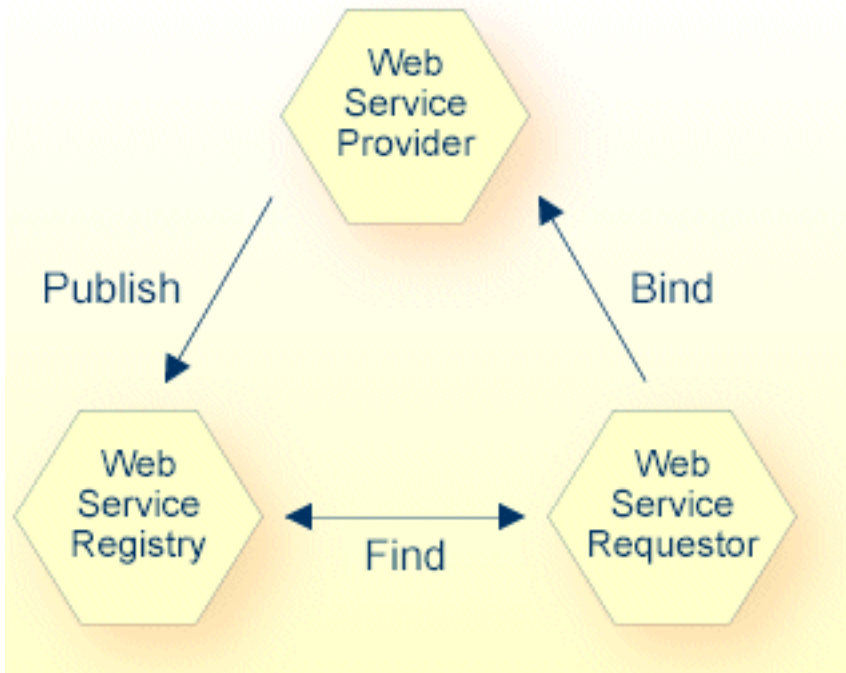 Web
Service
Provider
Publish
Bind
Web
Service
Registry
Find
Web
Service
Requestor